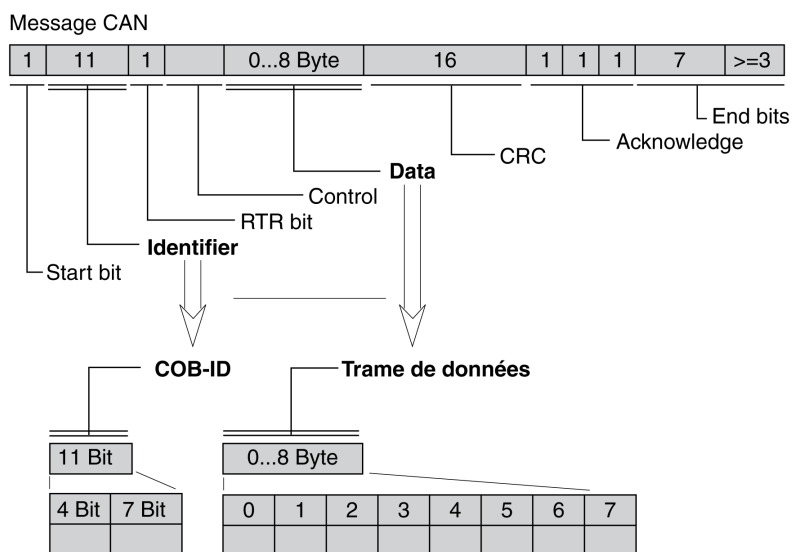 Message CAN
1 11 1 0...8 Byte 16 1 1 1 7 >=3
End bits
Acknowledge
CRC
Data
Control
RTR bit
Identifier
Start bit
COB-ID Trame de données
11 Bit 0...8 Byte
4 Bit 7 Bit 0 1 2 3 4 5 6 7